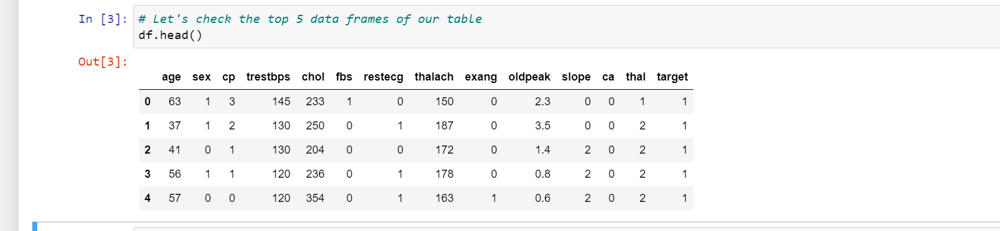 In [3]: # Let's check the top 5 data frames of our table
df.head()
Out[3]:
age sex cp trestbps chol fbs restecg thalach exang oldpeak slope ca thal target
0 63 1 3 145 233 1 0 150 0 2.3 0 0 1 1
1 37 1 2 130 250 0 1 187 0 3.5 0 0 2 1
2 41 0 1 130 204 0 0 172 0 1.4 2 0 2 1
3 56 1 1 120 236 0 1 178 0 0.8 2 0 2 1
4 57 0 0 120 354 0 1 163 1 0.6 2 0 2 1